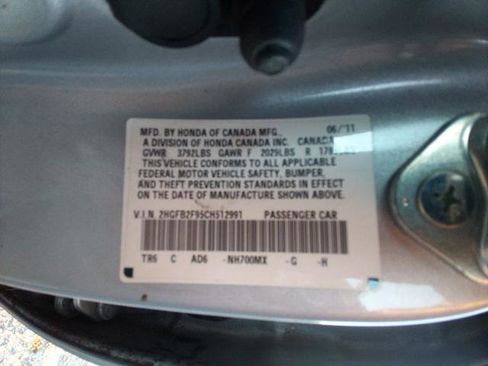 MFD. BY HONDA OF CANADA MFG., 06/11
A DIVISION OF HONDA CANADA INC. CANADA
GVWR 3792LBS GAWR F 2029LBS R
THIS VEHICLE CONFORMS TO ALL APPLICABLE
FEDERAL MOTOR VEHICLE SAFETY, BUMPER,
AND THEFT PREVENTION STANDARDS IN EFFECT
ON THE DATE OF MANUFACTURE SHOWN ABOVE.
V.I.N. 2HGFB2F95CH512991 PASSENGER CAR
TR6 C AD6 -NH700MX -G -H